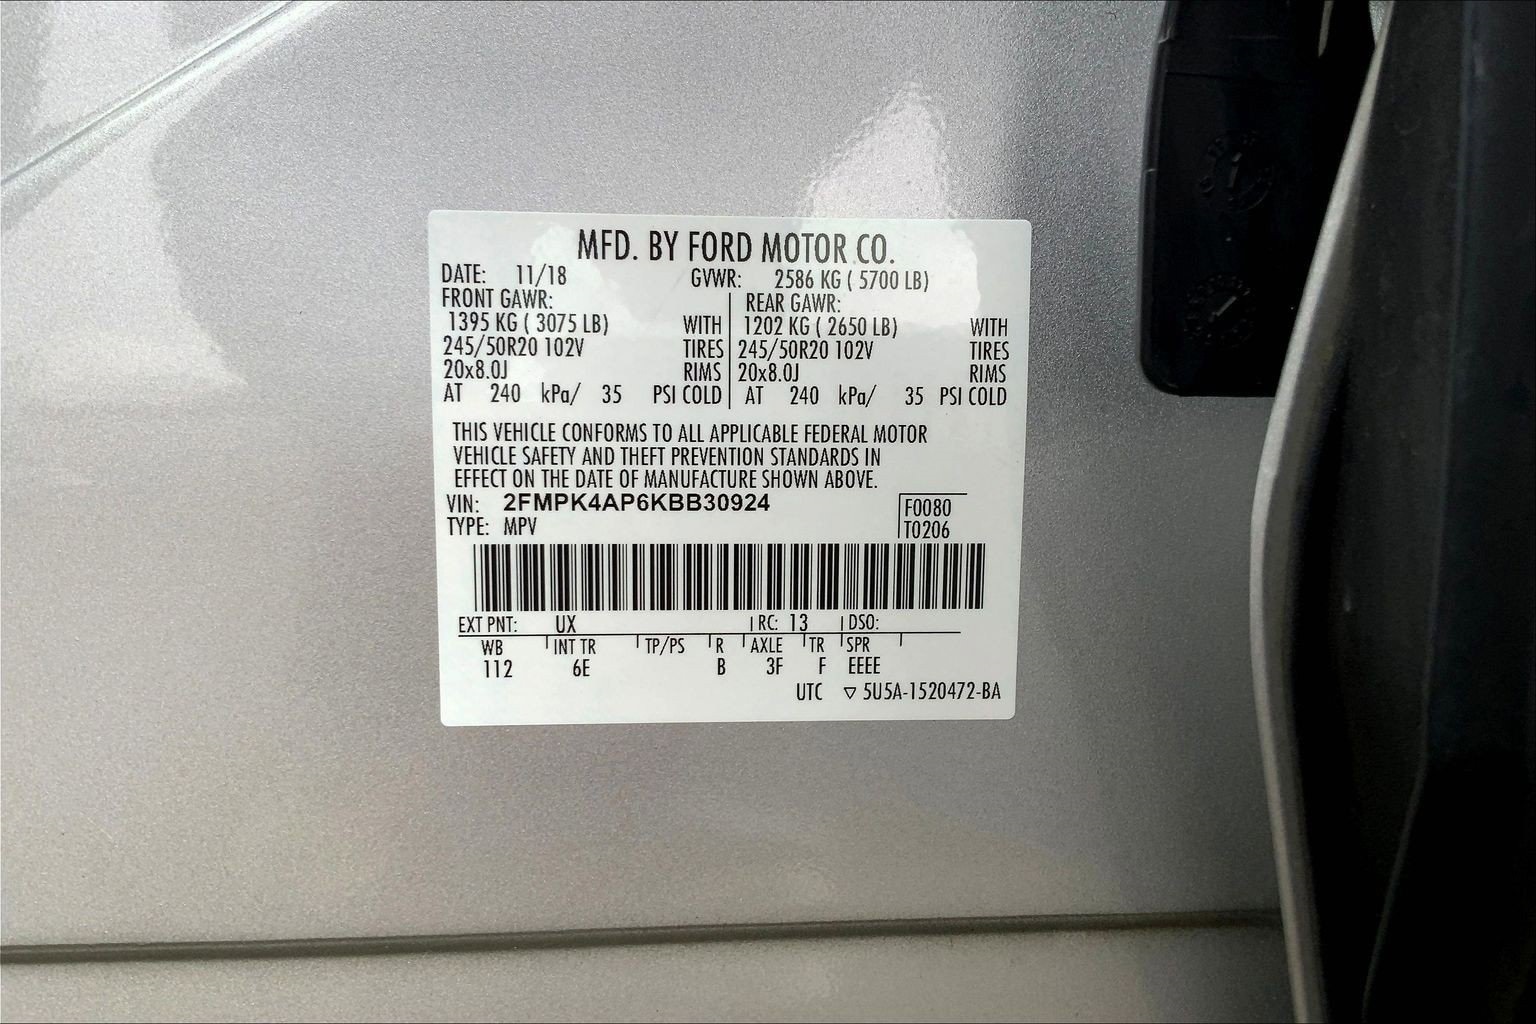 MFD. BY FORD MOTOR CO.
DATE: 11/18 GVWR: 2586 KG ( 5700 LB)
FRONT GAWR: REAR GAWR:
1395 KG ( 3075 LB) WITH 1202 KG ( 2650 LB) WITH
245/50R20 102V TIRES 245/50R20 102V TIRES
20x8.0J RIMS 20x8.0J RIMS
AT 240 kPa/ 35 PSI COLD AT 240 kPa/ 35 PSI COLD
THIS VEHICLE CONFORMS TO ALL APPLICABLE FEDERAL MOTOR
VEHICLE SAFETY AND THEFT PREVENTION STANDARDS IN
EFFECT ON THE DATE OF MANUFACTURE SHOWN ABOVE.
VIN: 2FMPK4AP6KBB30924 F0080
TYPE: MPV T0206
EXT PNT: UX RC: 13 DSO:
WB INT TR TP/PS R AXLE TR SPR
112 6E B 3F F EEEE
UTC ▽ 5U5A-1520472-BA